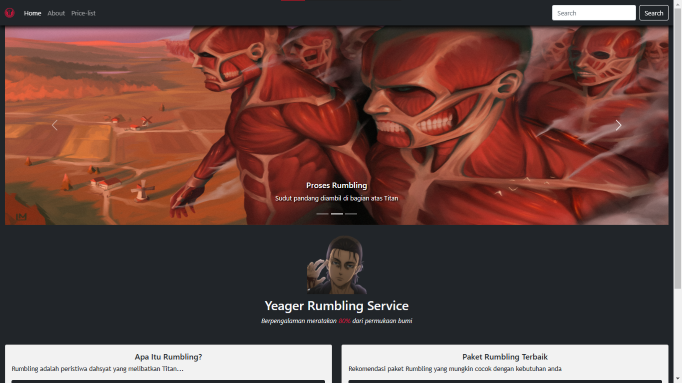 Home About Price-list Search Search
Proses Rumbling
Sudut pandang diambil di bagian atas Titan
Yeager Rumbling Service
Berpengalaman meratakan 80% dari permukaan bumi
Apa Itu Rumbling?
Rumbling adalah peristiwa dahsyat yang melibatkan Titan...
Paket Rumbling Terbaik
Rekomendasi paket Rumbling yang mungkin cocok dengan kebutuhan anda